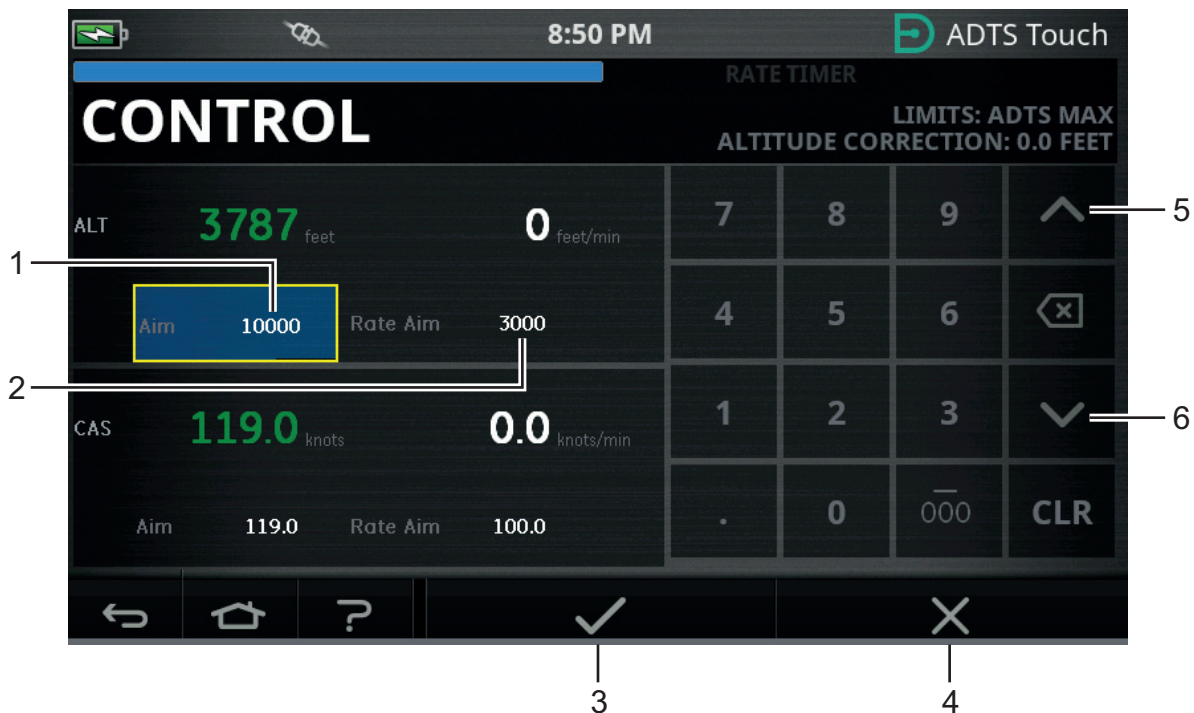 8:50 PM ADTS Touch
RATE TIMER
CONTROL
LIMITS: ADTS MAX
ALTITUDE CORRECTION: 0.0 FEET
ALT 3787 feet 0 feet/min
7 8 9
5
1
Aim 10000 Rate Aim 3000
4 5 6
2
CAS 119.0 knots 0.0 knots/min
1 2 3
6
Aim 119.0 Rate Aim 100.0
. 0 000 CLR
?
3 4